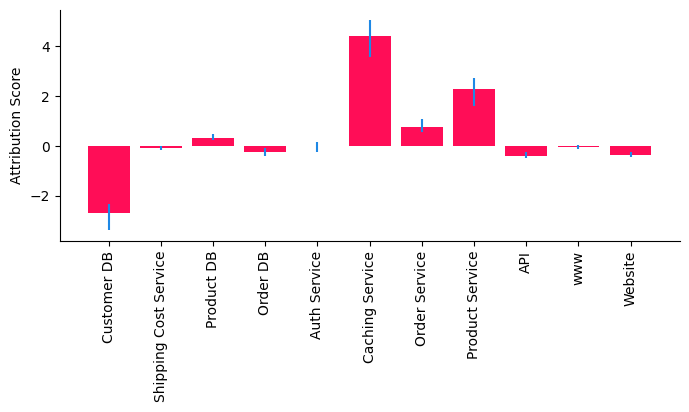 Attribution Score
4
2
0
−2
Customer DB
Shipping Cost Service
Product DB
Order DB
Auth Service
Caching Service
Order Service
Product Service
API
www
Website